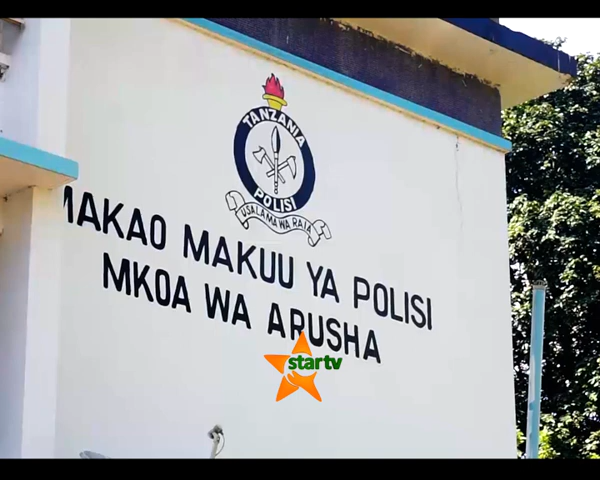 TANZANIA
POLISI
USALAMA WA RAIA
MAKAO MAKUU YA POLISI
MKOA WA ARUSHA
startv